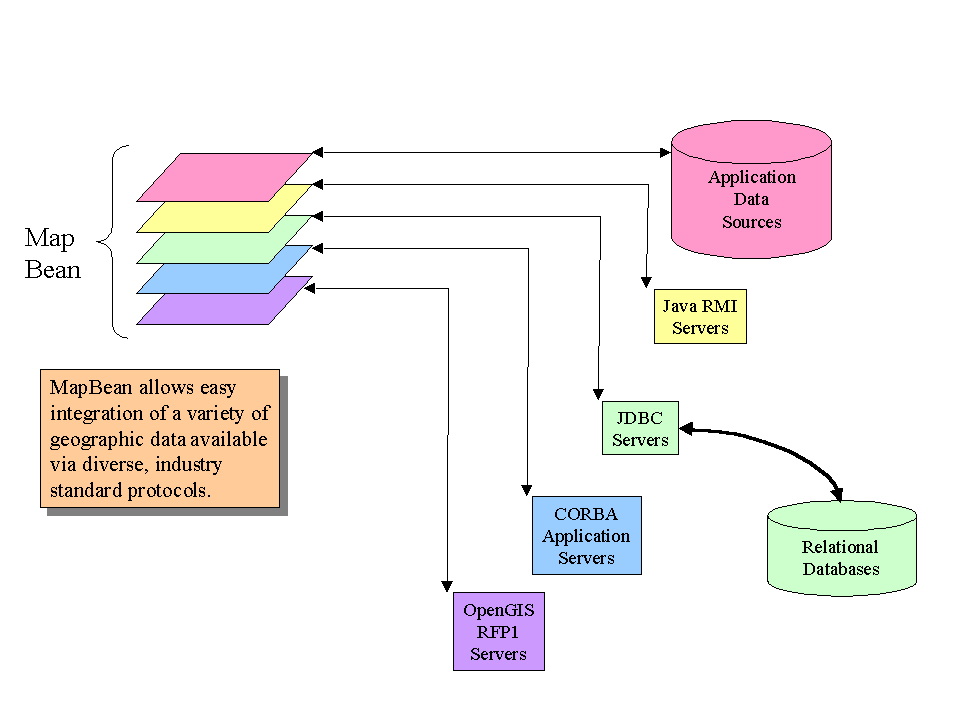 Application
Data
Sources
Map
Bean
Java RMI
Servers
MapBean allows easy
integration of a variety of
geographic data available
via diverse, industry
standard protocols.
JDBC
Servers
CORBA
Application
Servers
Relational
Databases
OpenGIS
RFP1
Servers